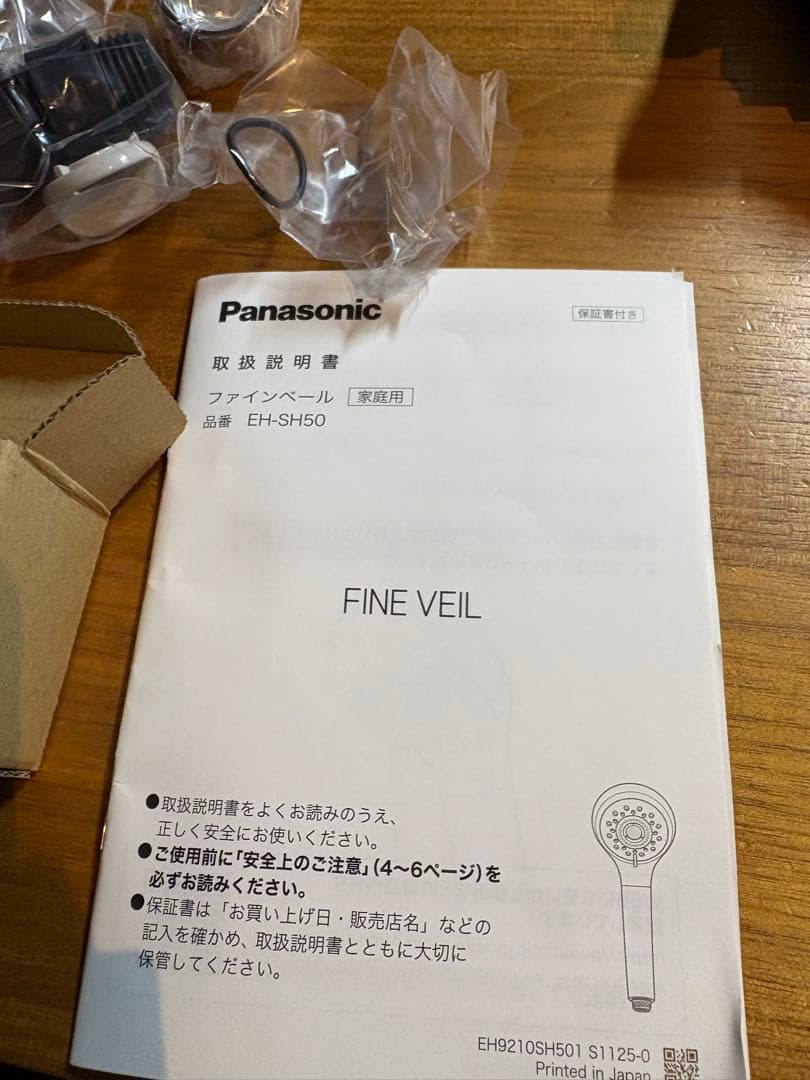 Panasonic
保証書付き
取扱説明書
ファインベール 家庭用
品番 EH-SH50
FINE VEIL
●取扱説明書をよくお読みのうえ、
正しく安全にお使いください。
●ご使用前に「安全上のご注意」(4〜6ページ)を
必ずお読みください。
●保証書は「お買い上げ日・販売店名」などの
記入を確かめ、取扱説明書とともに大切に
保管してください。
EH9210SH501 S1125-0
Printed in Japan